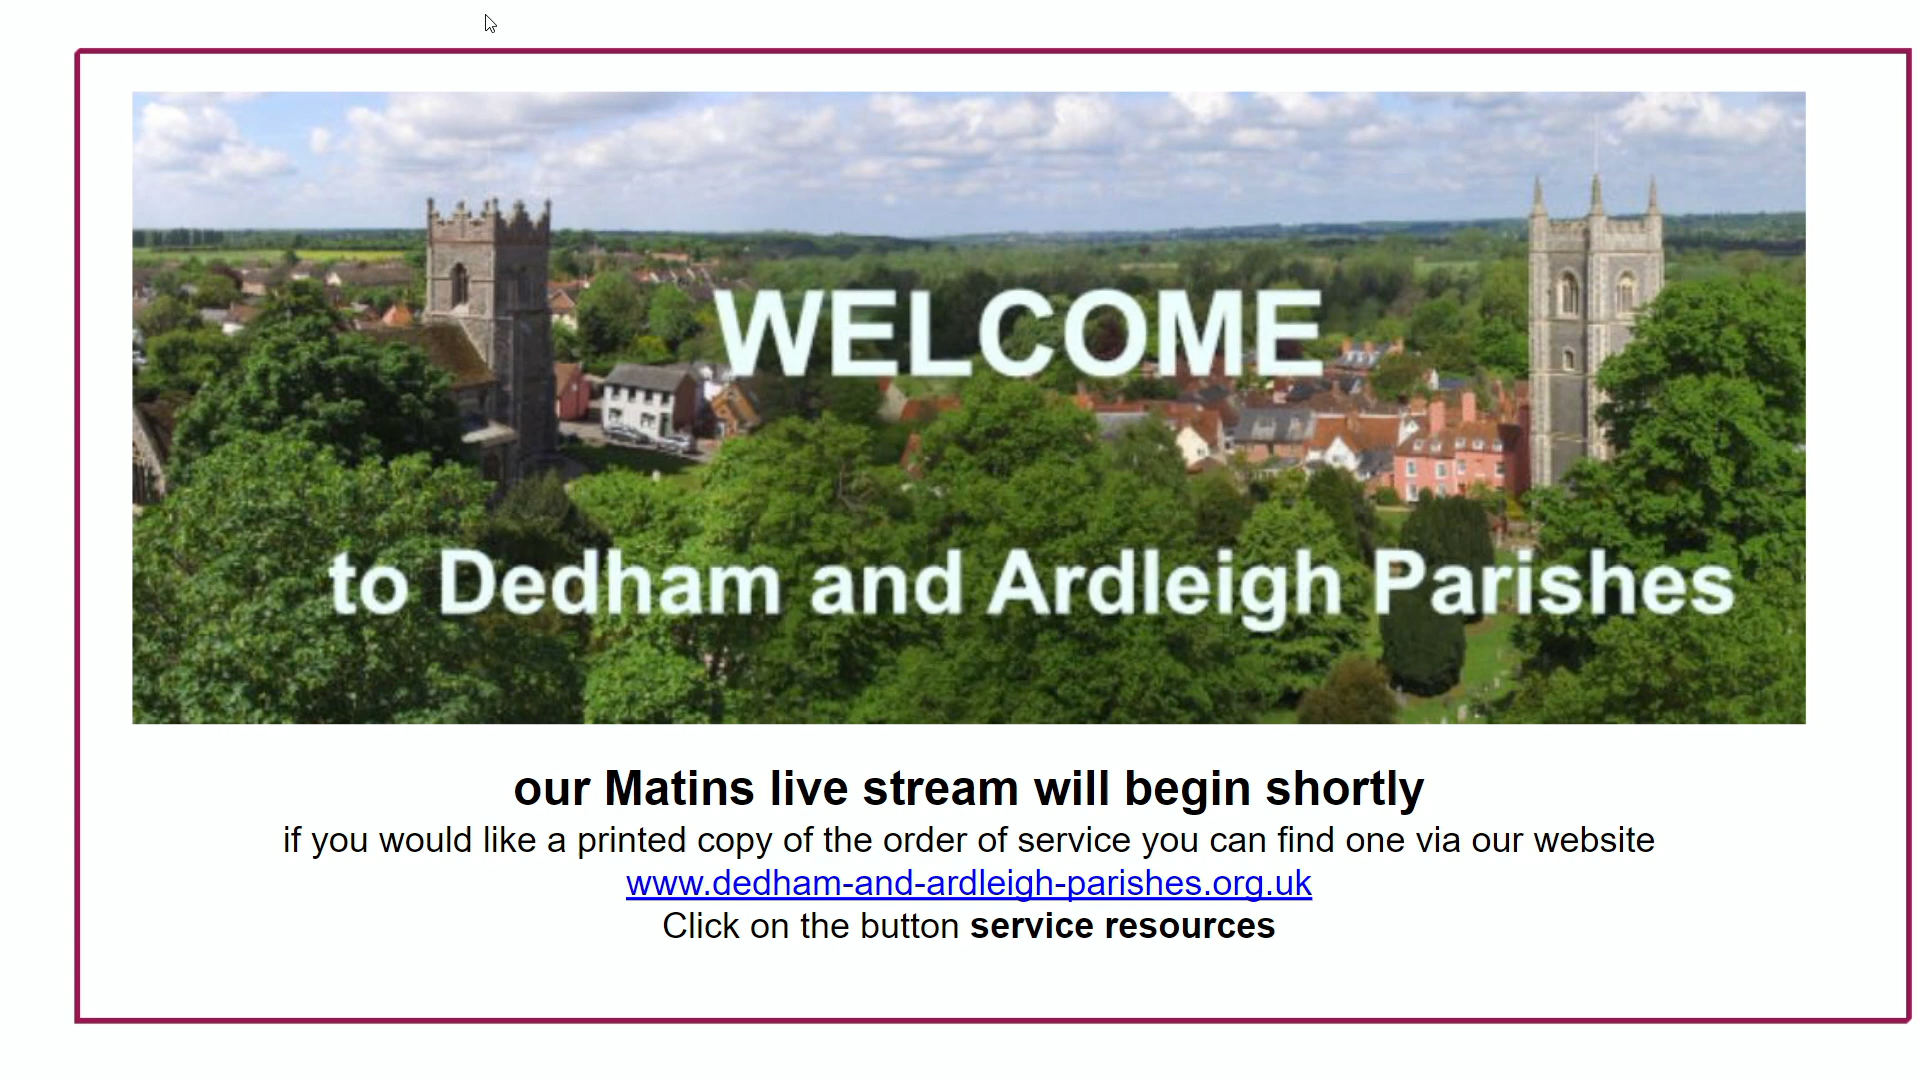 WELCOME
to Dedham and Ardleigh Parishes
our Matins live stream will begin shortly
if you would like a printed copy of the order of service you can find one via our website
www.dedham-and-ardleigh-parishes.org.uk
Click on the button service resources